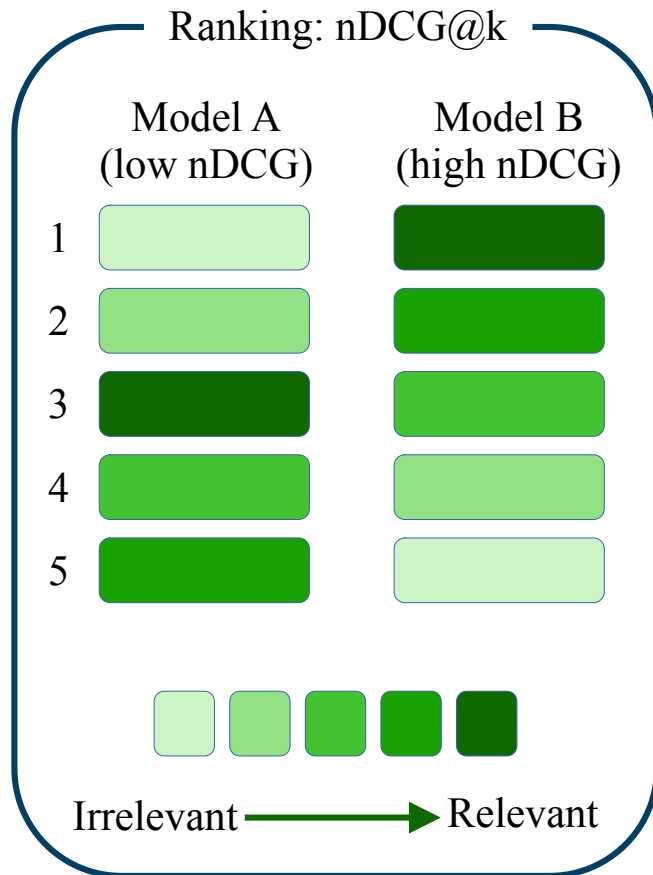 Ranking: nDCG@k
Model A
(low nDCG)
Model B
(high nDCG)
1
2
3
4
5
Irrelevant
Relevant